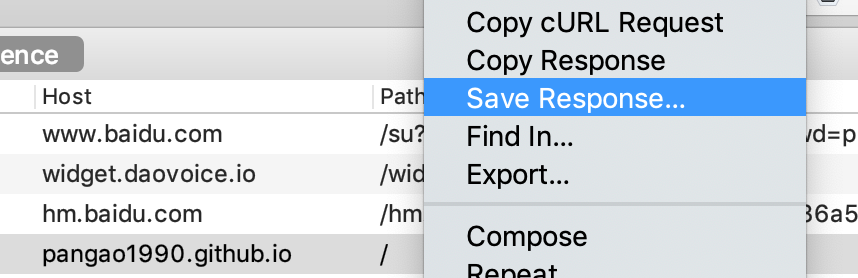 Copy cURL Request
ence
Copy Response
Host Path Save Response...
www.baidu.com /su? Find In... wd=p
widget.daovoice.io /wid Export...
hm.baidu.com /hm 36a5
pangao1990.github.io / Compose
Repeat